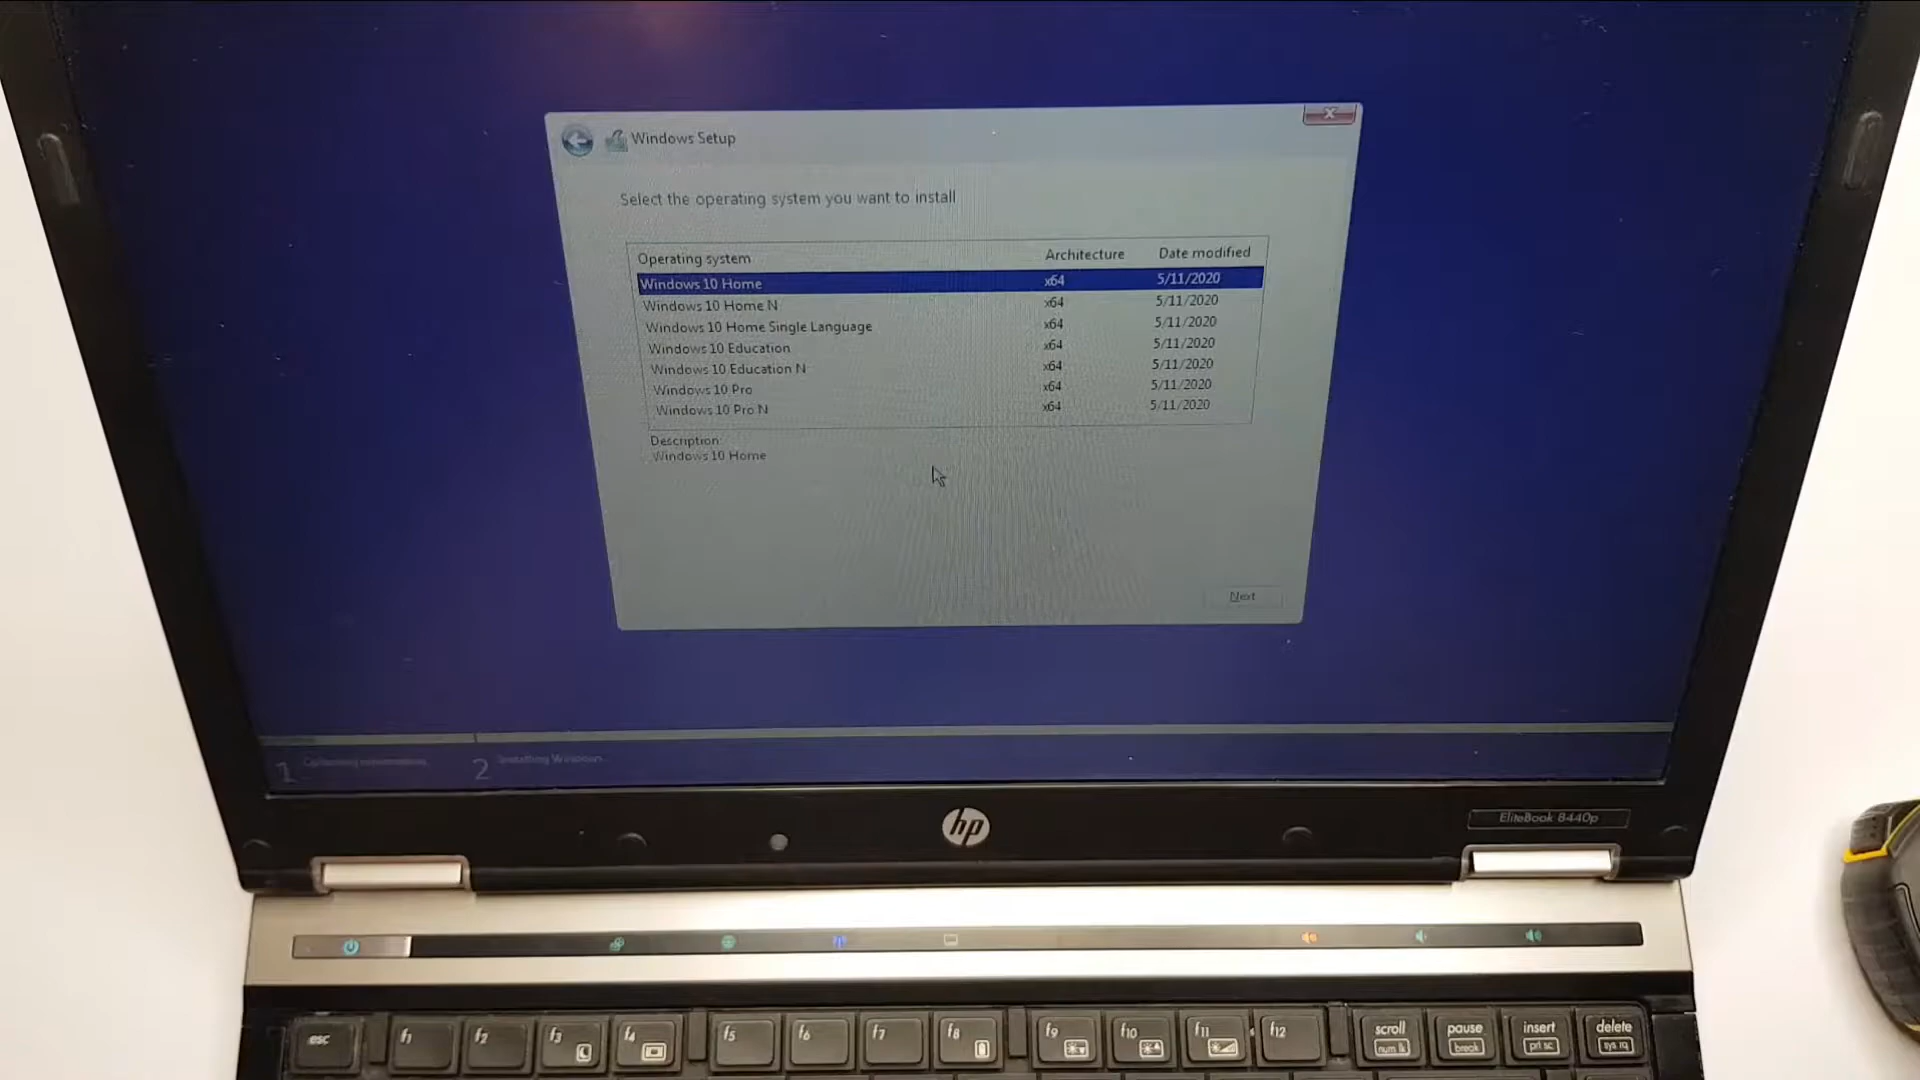 Windows Setup
Select the operating system you want to install
Operating system Architecture Date modified
Windows 10 Home x64 5/11/2020
Windows 10 Home N x64 5/11/2020
Windows 10 Home Single Language x64 5/11/2020
Windows 10 Education x64 5/11/2020
Windows 10 Education N x64 5/11/2020
Windows 10 Pro x64 5/11/2020
Windows 10 Pro N x64 5/11/2020
Description:
Windows 10 Home
Next
1 2 Installing Windows
hp
EliteBook 8440p
esc f1 f2 f3 f4 f5 f6 f7 f8 f9 f10 f11 f12 scroll pause insert delete
num lk break prt sc sys rq